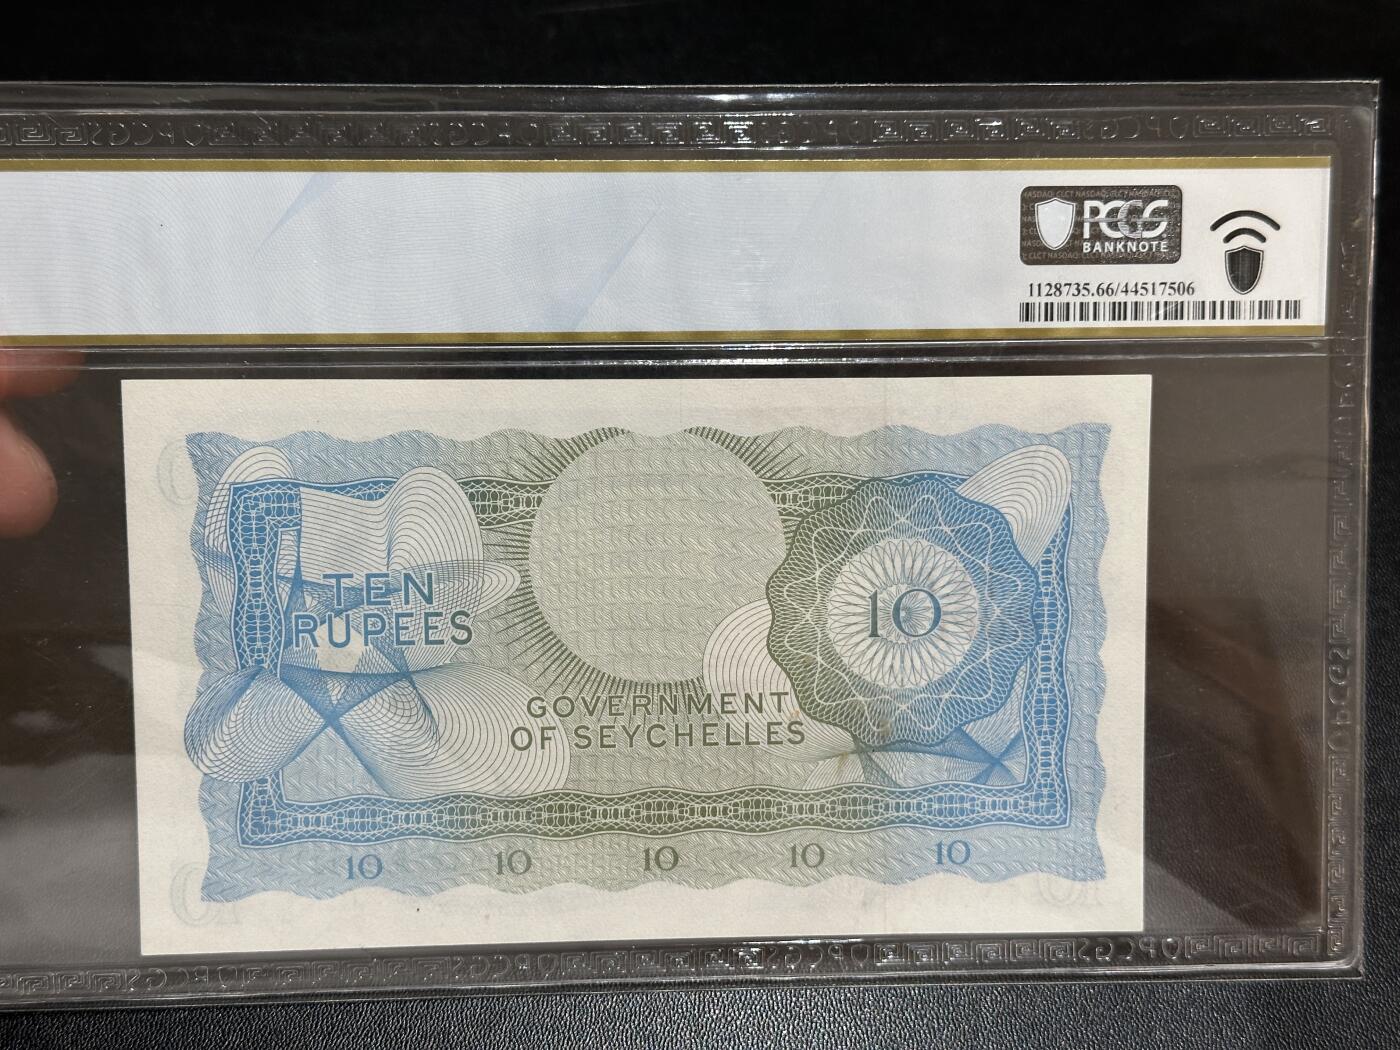 PCGS
BANKNOTE
1128735.66/44517506
TEN
RUPEES
10
GOVERNMENT
OF SEYCHELLES
10 10 10 10 10